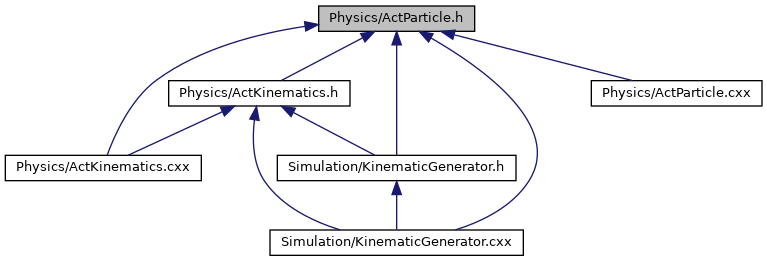 Physics/ActParticle.h
Physics/ActKinematics.h
Physics/ActParticle.cxx
Physics/ActKinematics.cxx
Simulation/KinematicGenerator.h
Simulation/KinematicGenerator.cxx